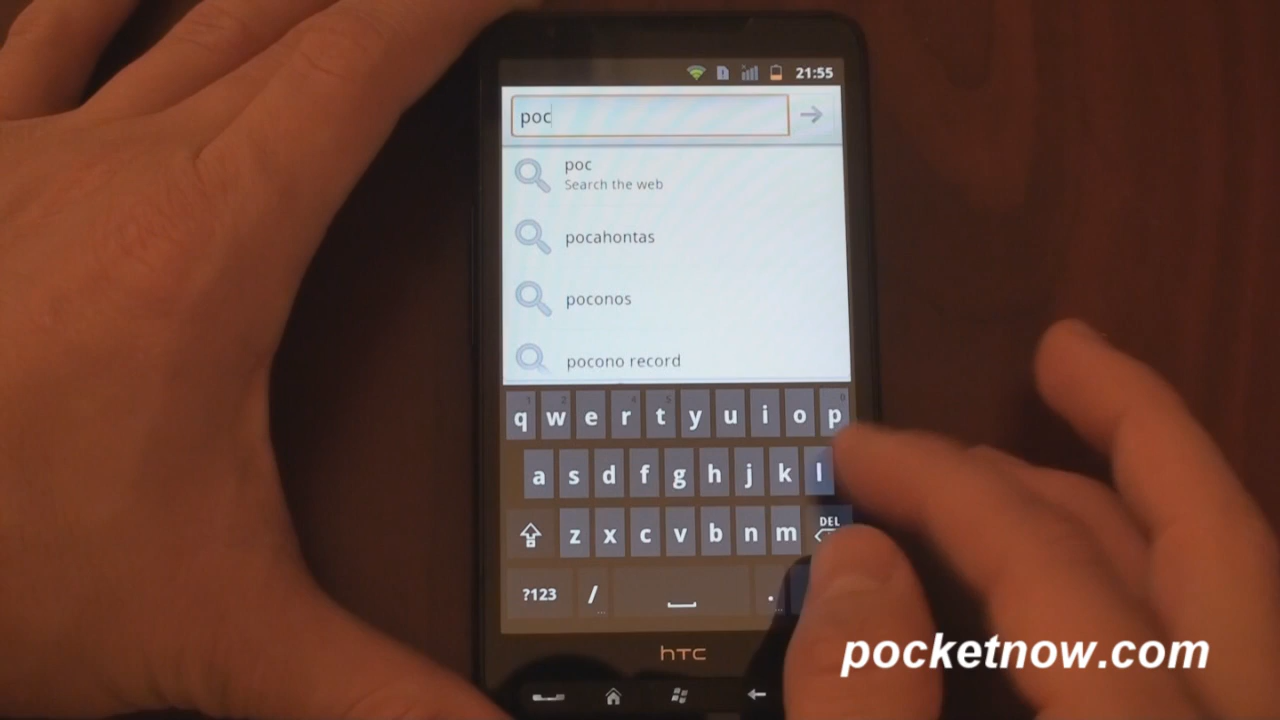 21:55
poc
poc
Search the web
pocahontas
poconos
pocono record
q w e r t y u i o p
a s d f g h j k l
z x c v b n m DEL
?123 / .
hTC
pocketnow.com